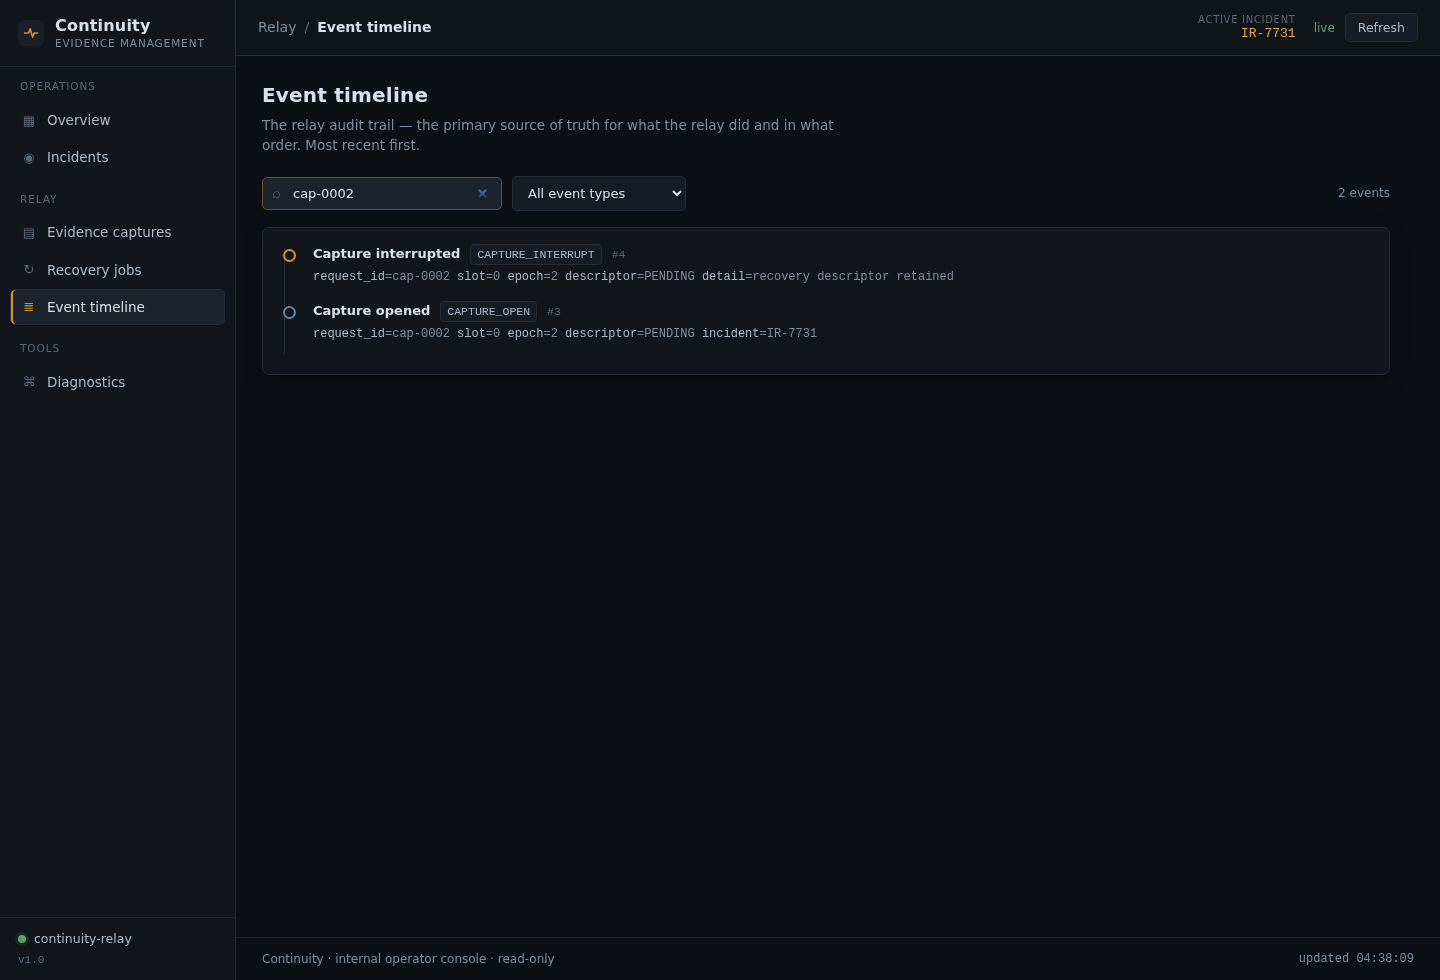 Continuity
EVIDENCE MANAGEMENT
OPERATIONS
Overview
Incidents
RELAY
Evidence captures
Recovery jobs
Event timeline
TOOLS
Diagnostics
continuity-relay
v1.0
Relay / Event timeline
ACTIVE INCIDENT
IR-7731
live
Refresh
Event timeline
The relay audit trail — the primary source of truth for what the relay did and in what
order. Most recent first.
cap-0002
All event types
2 events
Capture interrupted CAPTURE_INTERRUPT #4
request_id=cap-0002 slot=0 epoch=2 descriptor=PENDING detail=recovery descriptor retained
Capture opened CAPTURE_OPEN #3
request_id=cap-0002 slot=0 epoch=2 descriptor=PENDING incident=IR-7731
Continuity · internal operator console · read-only
updated 04:38:09